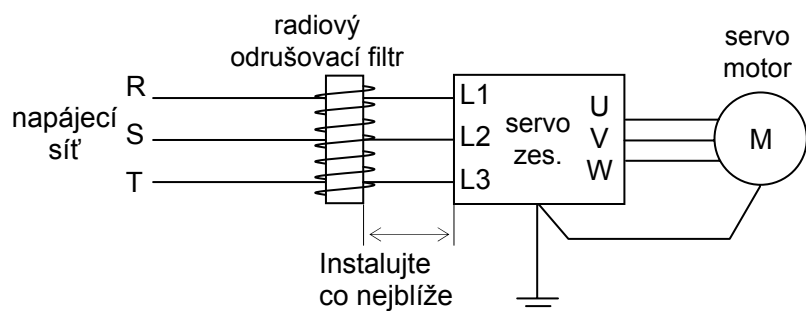 radiový
odrušovací filtr
servo
motor
napájecí
síť
R
S
T
L1
L2
L3
servo
zes.
U
V
W
M
Instalujte
co nejblíže